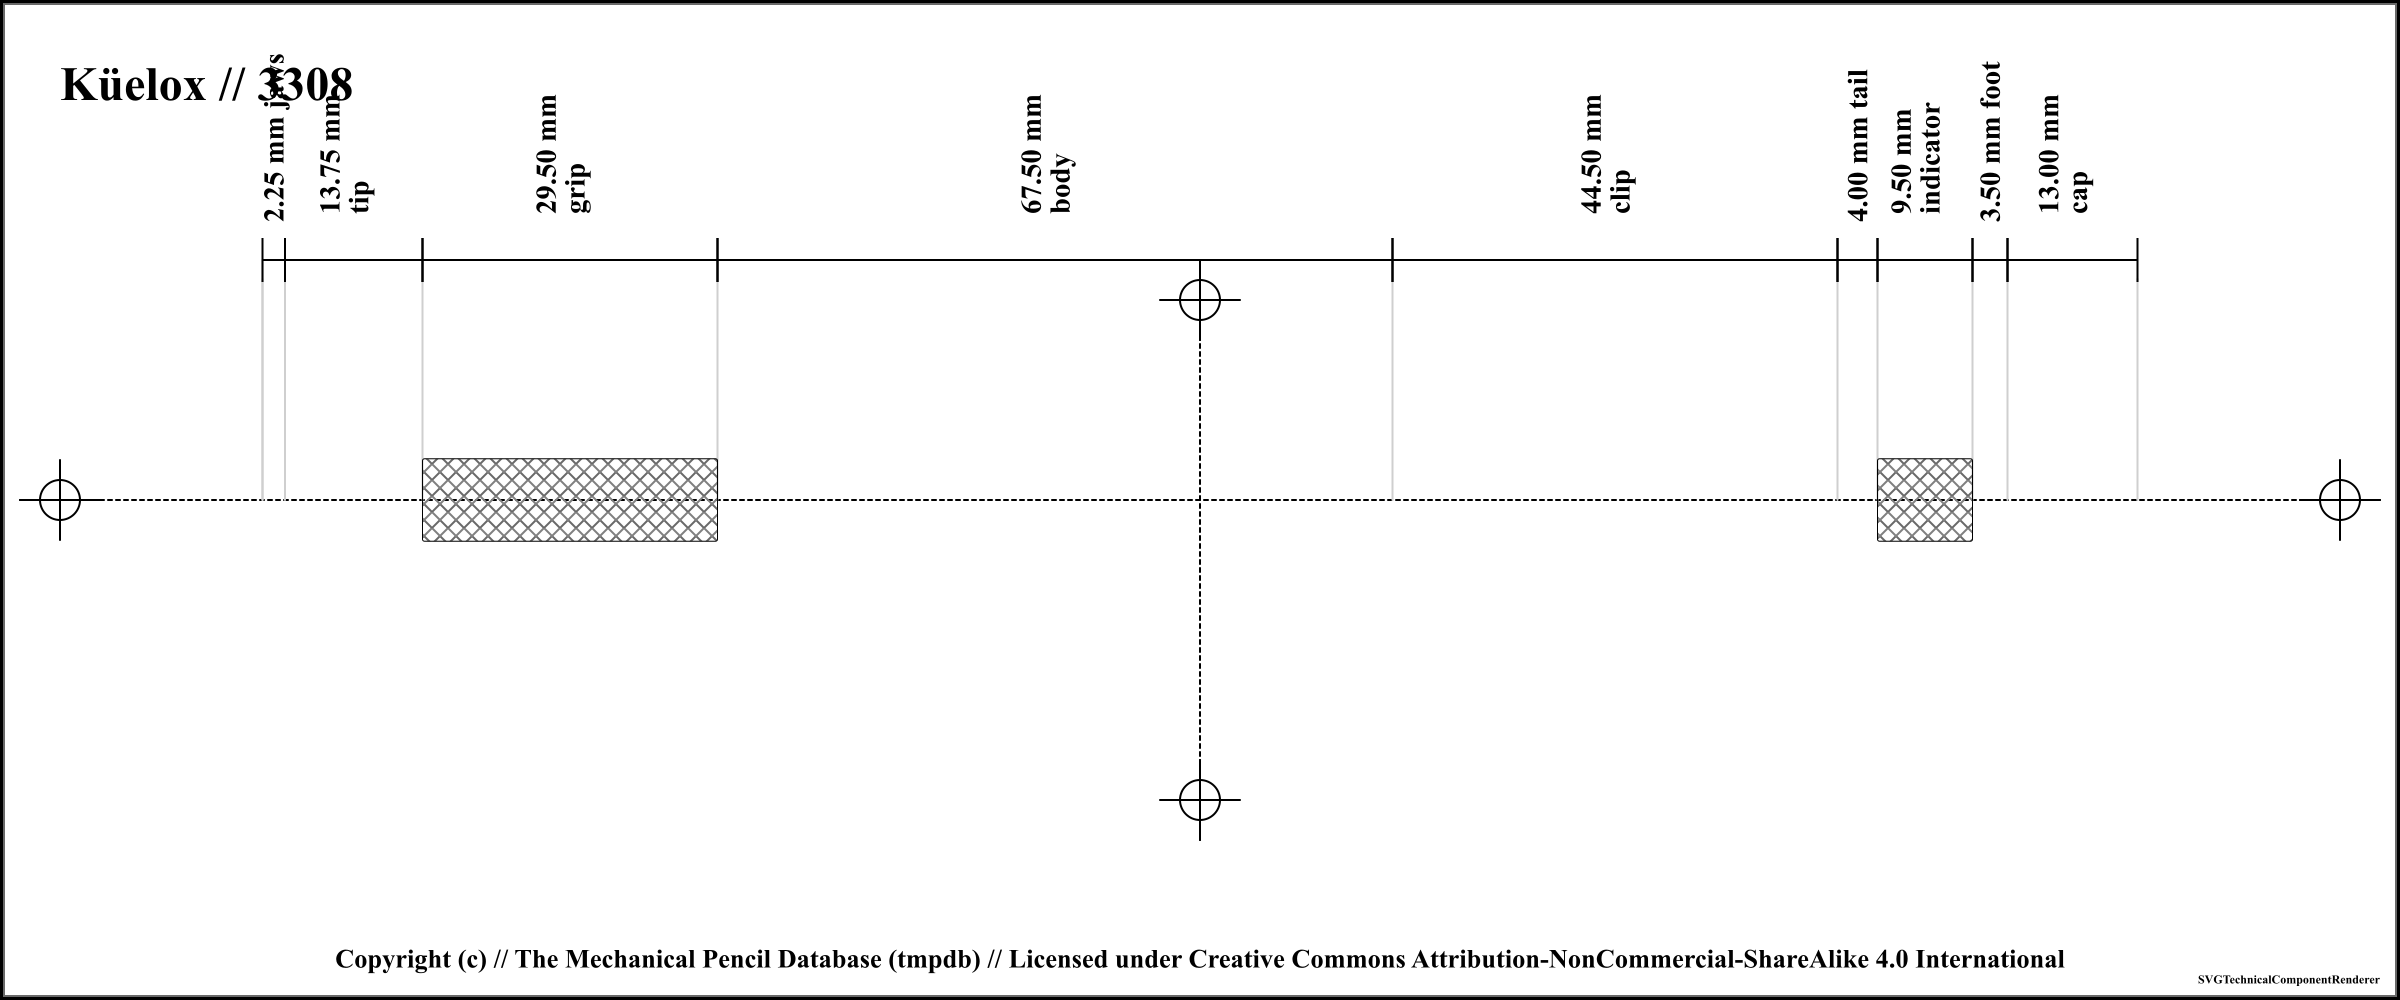 Küelox // 3308
2.25 mm jaws
13.75 mm
tip
29.50 mm
grip
67.50 mm
body
44.50 mm
clip
4.00 mm tail
9.50 mm
indicator
3.50 mm foot
13.00 mm
cap
Copyright (c) // The Mechanical Pencil Database (tmpdb) // Licensed under Creative Commons Attribution-NonCommercial-ShareAlike 4.0 International
SVGTechnicalComponentRenderer